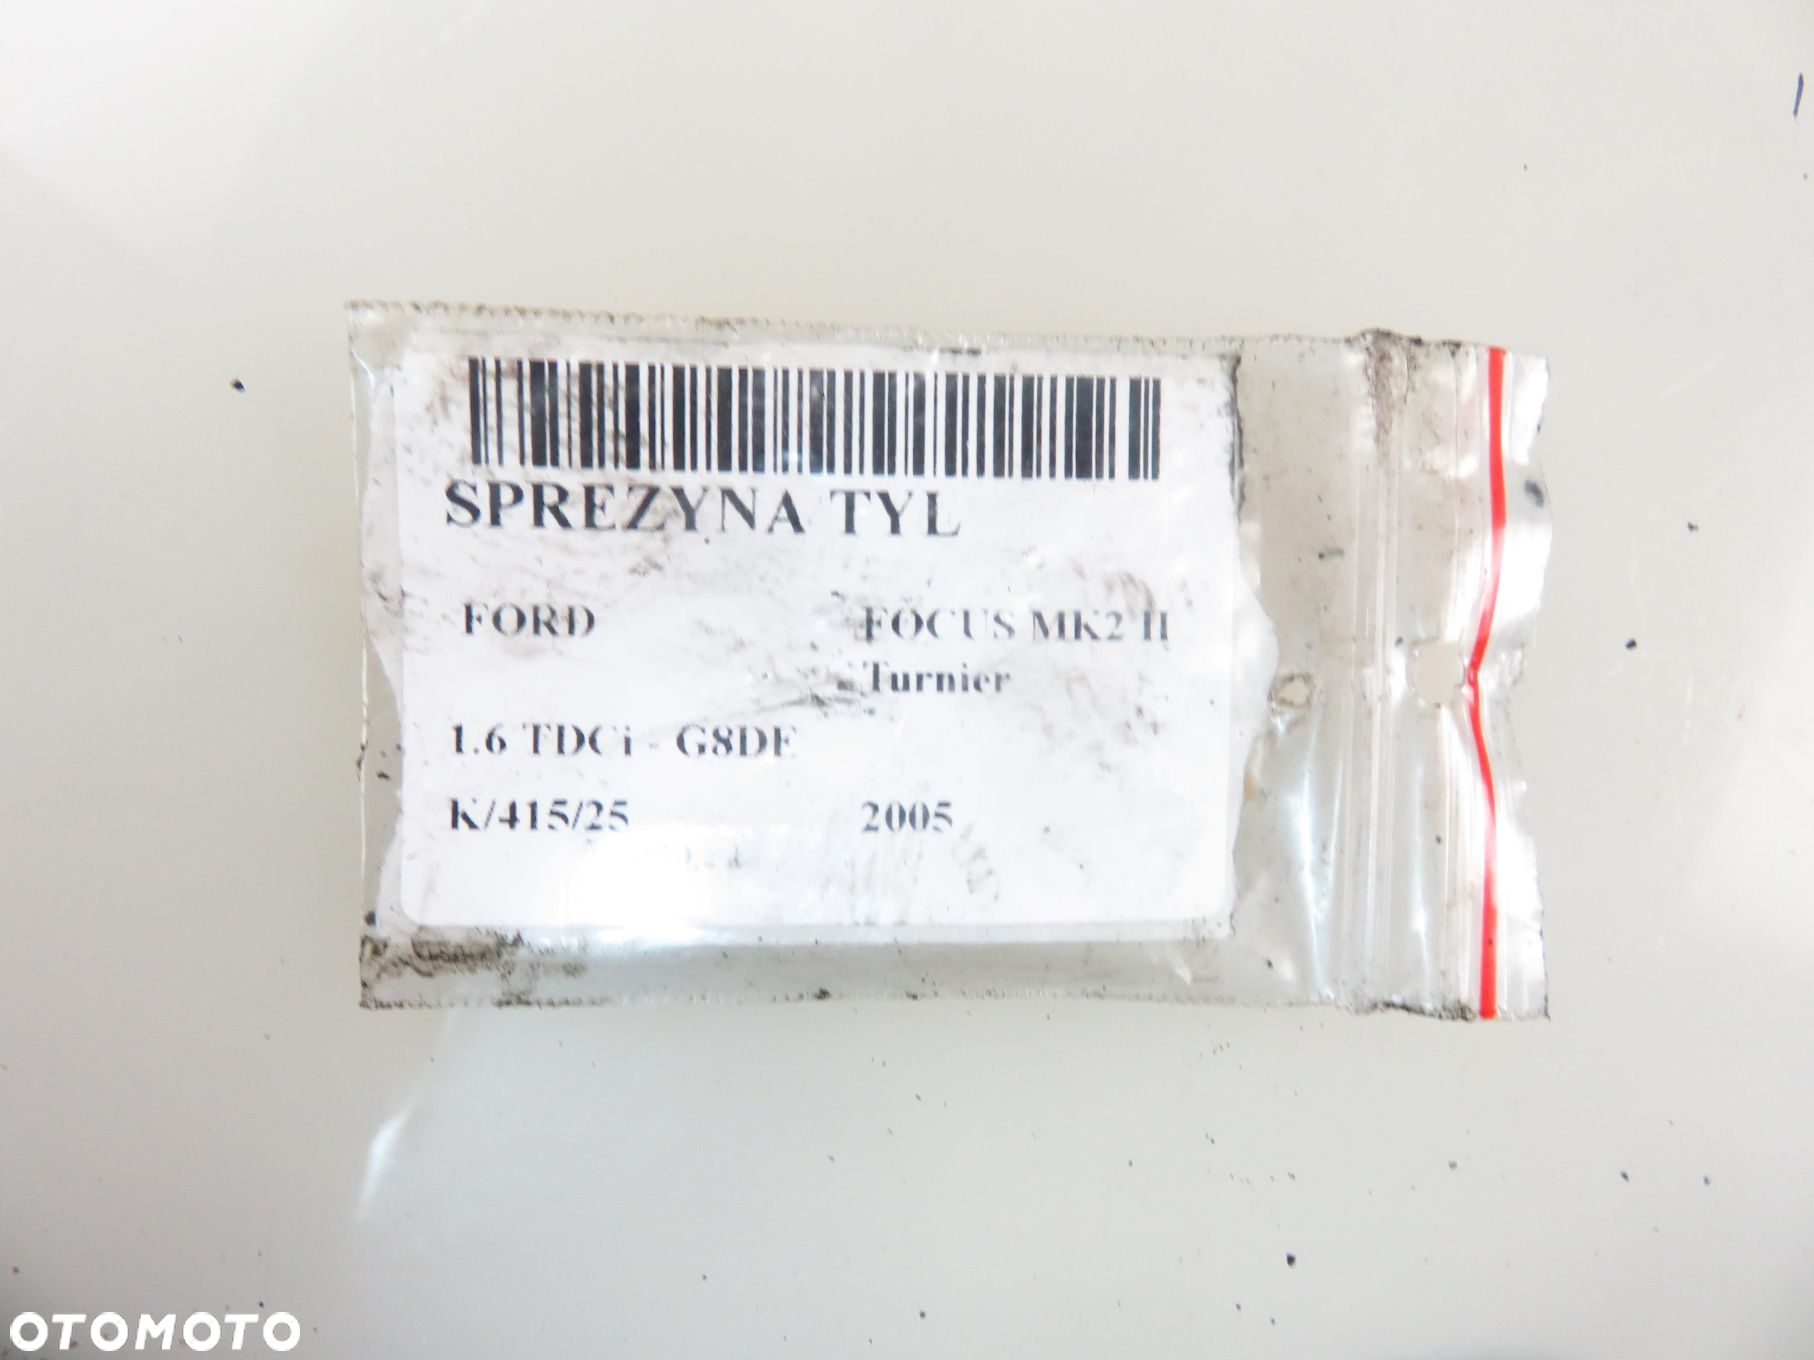 SPREZYNA TYL
FORD
FOCUS MK2 II
Turnier
1.6 TDCi - G8DE
K/415/25
2005
OTOMOTO